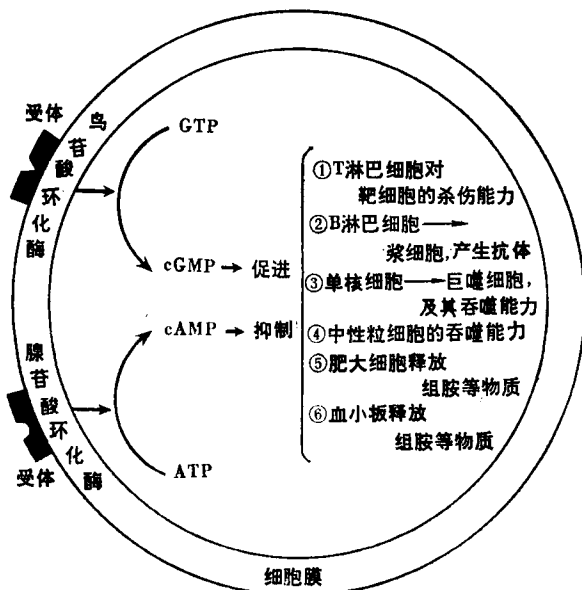 受体
鸟苷酸环化酶
GTP
cGMP → 促进
cAMP → 抑制
ATP
腺苷酸环化酶
受体
①T淋巴细胞对
靶细胞的杀伤能力
②B淋巴细胞 →
浆细胞,产生抗体
③单核细胞 → 巨噬细胞,
及其吞噬能力
④中性粒细胞的吞噬能力
⑤肥大细胞释放
组胺等物质
⑥血小板释放
组胺等物质
细胞膜